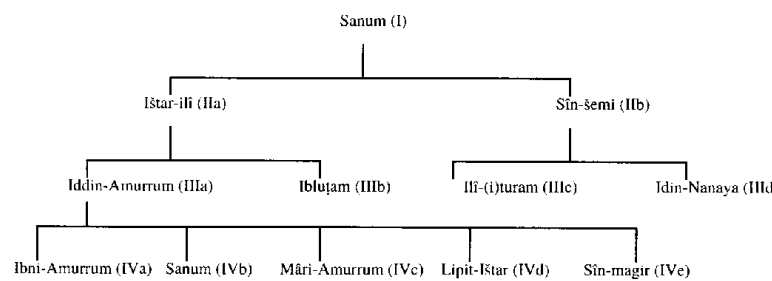 Sanum (I)
Ištar-ilî (IIa) Sîn-šemi (IIb)
Iddin-Amurrum (IIIa) Ibluṭam (IIIb) Ilî-(i)turam (IIIc) Idin-Nanaya (IIId
Ibni-Amurrum (IVa) Sanum (IVb) Mâri-Amurrum (IVc) Lipit-Ištar (IVd) Sîn-magir (IVe)